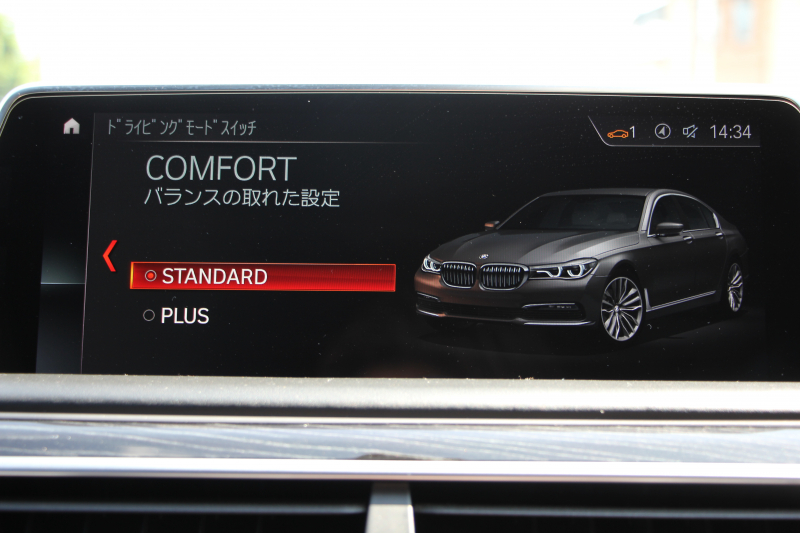 ﾄﾞﾗｲﾋﾞﾝｸﾞﾓｰﾄﾞｽｲｯﾁ
1 14:34
COMFORT
バランスの取れた設定
STANDARD
PLUS